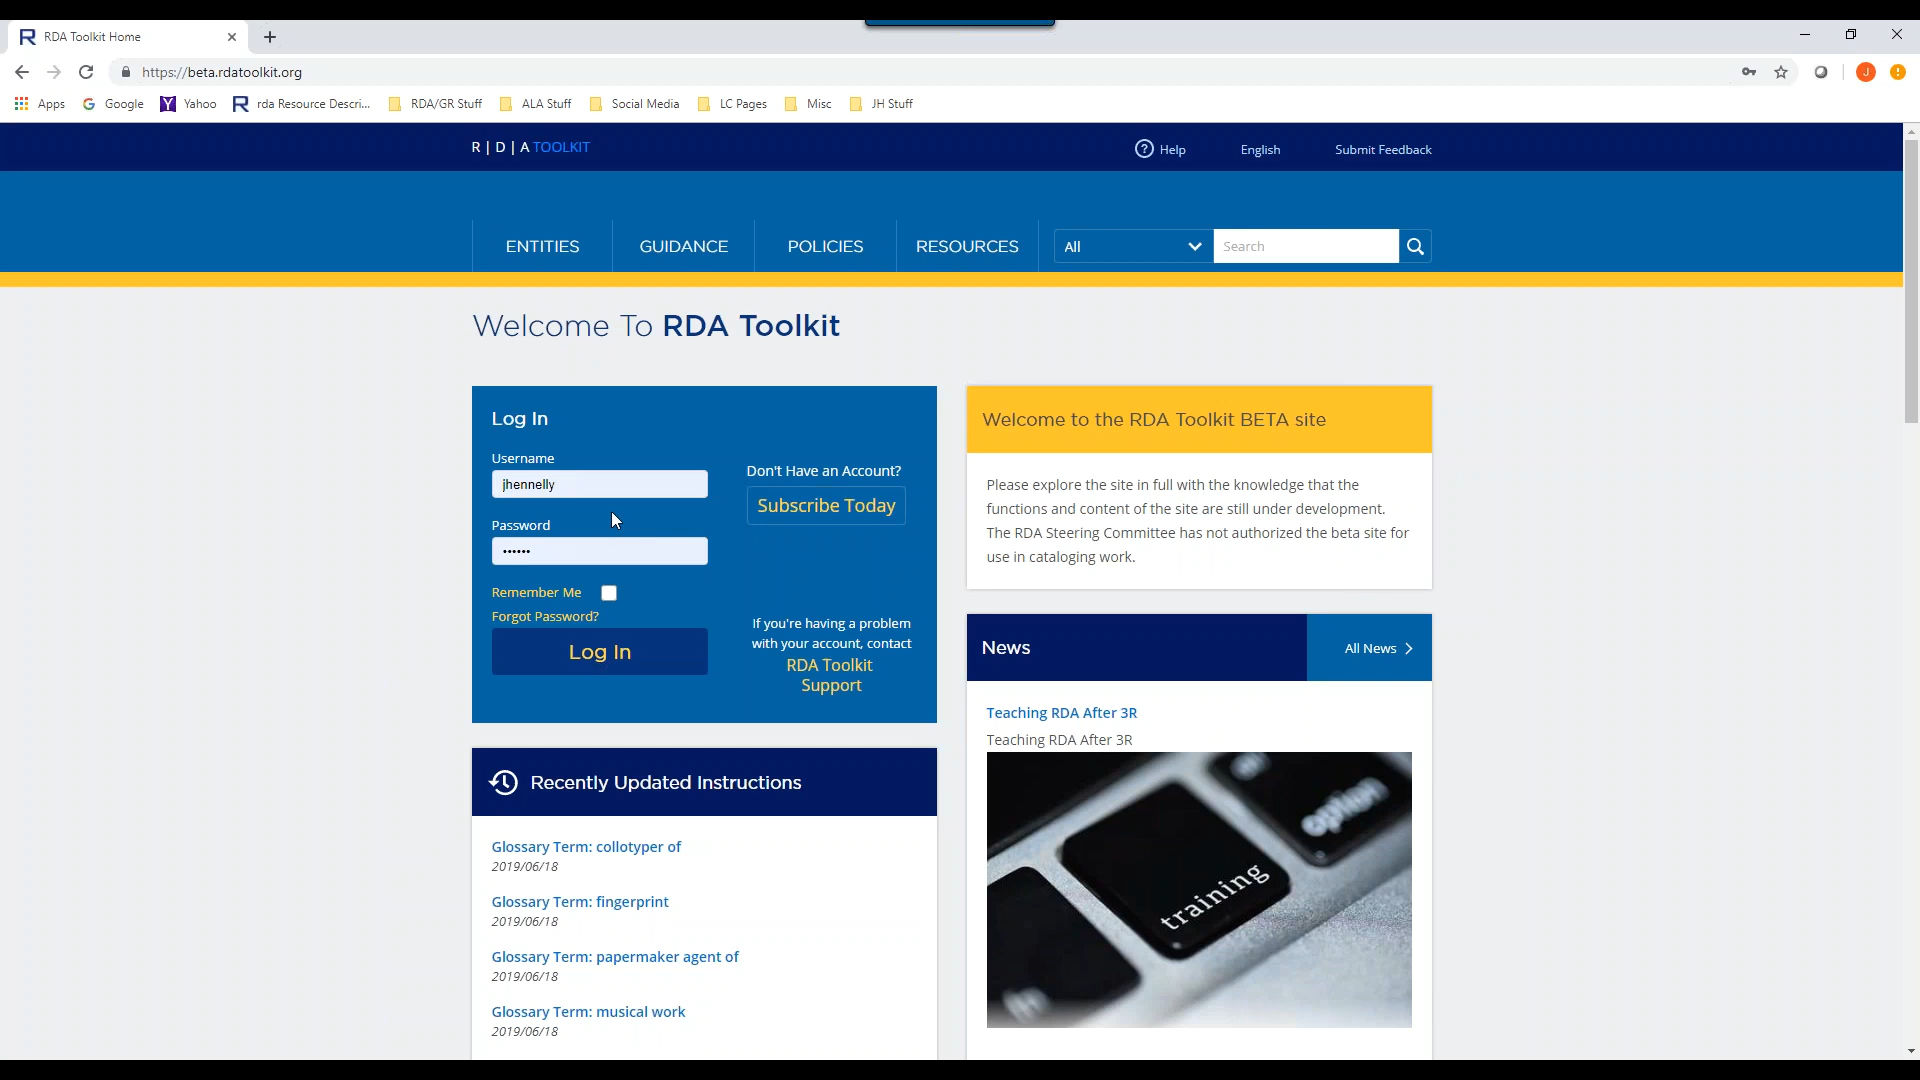 RDA Toolkit Home
https://beta.rdatoolkit.org
J
Apps Google Yahoo rda Resource Descri... RDA/GR Stuff ALA Stuff Social Media LC Pages Misc JH Stuff
R | D | A TOOLKIT
? Help English Submit Feedback
ENTITIES GUIDANCE POLICIES RESOURCES All Search
Welcome To RDA Toolkit
Log In
Username
jhennelly
Password
••••••
Remember Me
Forgot Password?
Log In
Don't Have an Account?
Subscribe Today
If you're having a problem
with your account, contact
RDA Toolkit
Support
Recently Updated Instructions
Glossary Term: collotyper of
2019/06/18
Glossary Term: fingerprint
2019/06/18
Glossary Term: papermaker agent of
2019/06/18
Glossary Term: musical work
2019/06/18
Welcome to the RDA Toolkit BETA site
Please explore the site in full with the knowledge that the
functions and content of the site are still under development.
The RDA Steering Committee has not authorized the beta site for
use in cataloging work.
News
All News
Teaching RDA After 3R
Teaching RDA After 3R
option
training